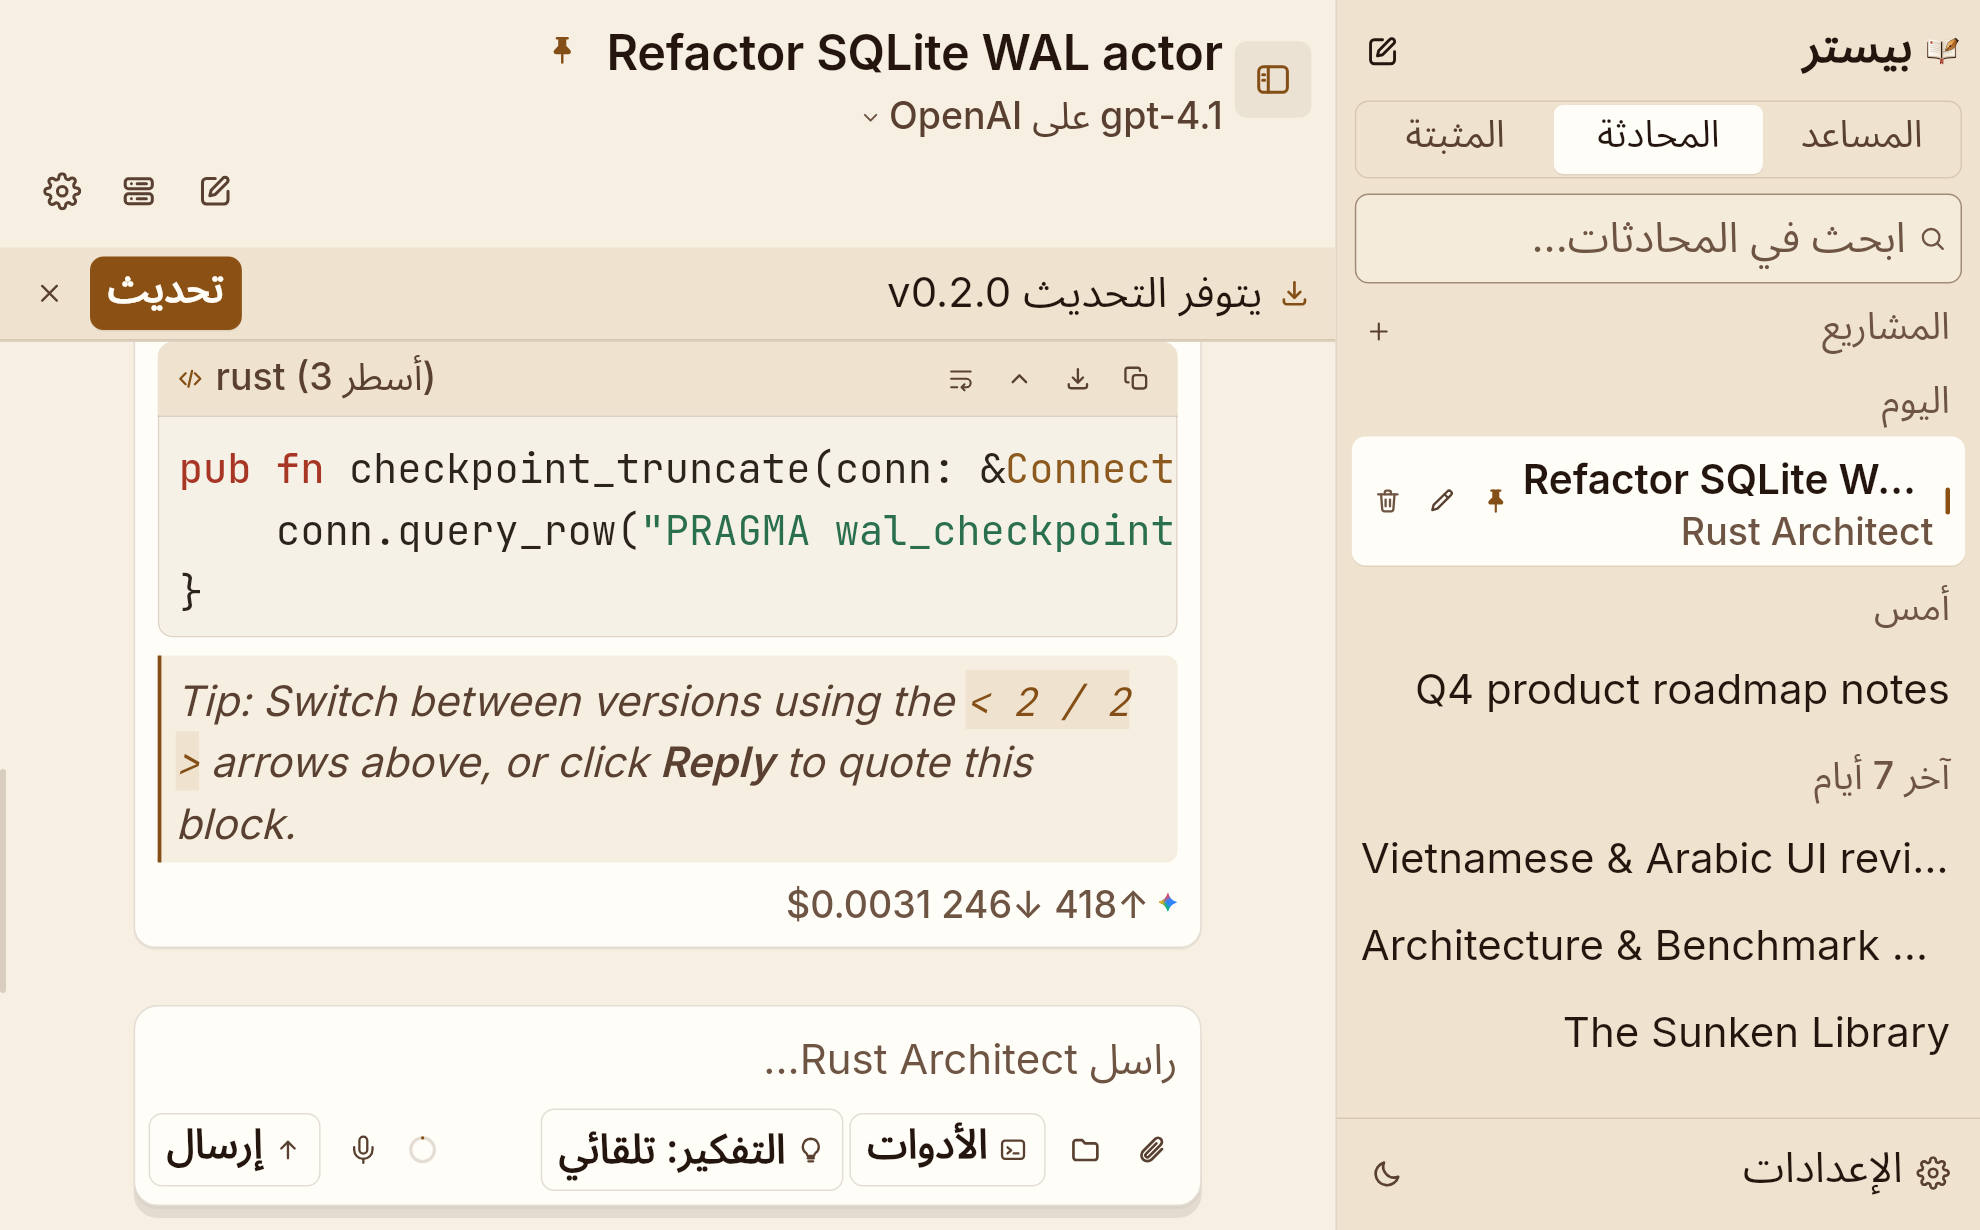 بيستر
المساعد
المحادثة
المثبتة
ابحث في المحادثات...
المشاريع
اليوم
Refactor SQLite W...
Rust Architect
أمس
Q4 product roadmap notes
آخر 7 أيام
Vietnamese & Arabic UI revi...
Architecture & Benchmark ...
The Sunken Library
الإعدادات
Refactor SQLite WAL actor
gpt-4.1 على OpenAI
يتوفر التحديث v0.2.0
تحديث
rust (3 أسطر)
pub fn checkpoint_truncate(conn: &Connect
    conn.query_row("PRAGMA wal_checkpoint
}
Tip: Switch between versions using the < 2 / 2
> arrows above, or click Reply to quote this
block.
↑418 ↓246 $0.0031
راسل Rust Architect...
الأدوات
التفكير: تلقائي
إرسال